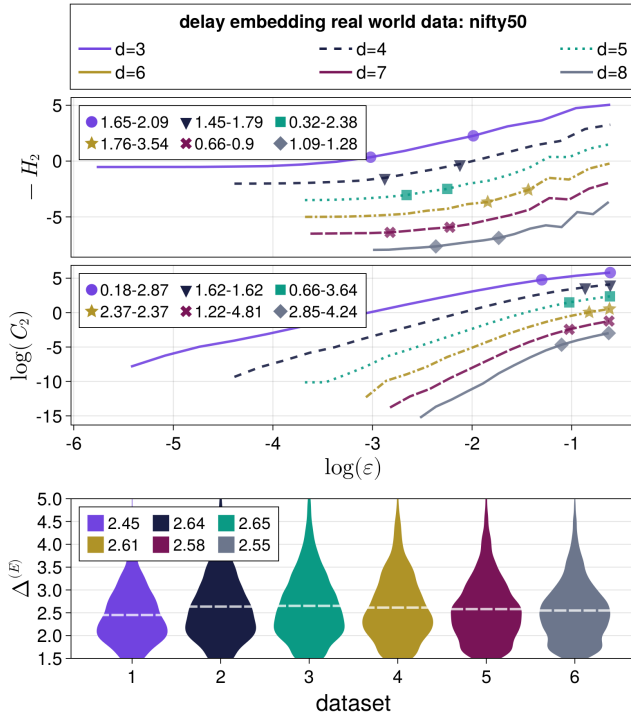 delay embedding real world data: nifty50
d=3 d=4 d=5
d=6 d=7 d=8
5
0
-5
− H₂
1.65-2.09 1.45-1.79 0.32-2.38
1.76-3.54 0.66-0.9 1.09-1.28
5
0
-5
-10
-15
log(C₂)
0.18-2.87 1.62-1.62 0.66-3.64
2.37-2.37 1.22-4.81 2.85-4.24
-6 -5 -4 -3 -2 -1
log(ε)
5.0
4.5
4.0
3.5
3.0
2.5
2.0
1.5
Δ⁽ᴱ⁾
2.45 2.64 2.65
2.61 2.58 2.55
1 2 3 4 5 6
dataset